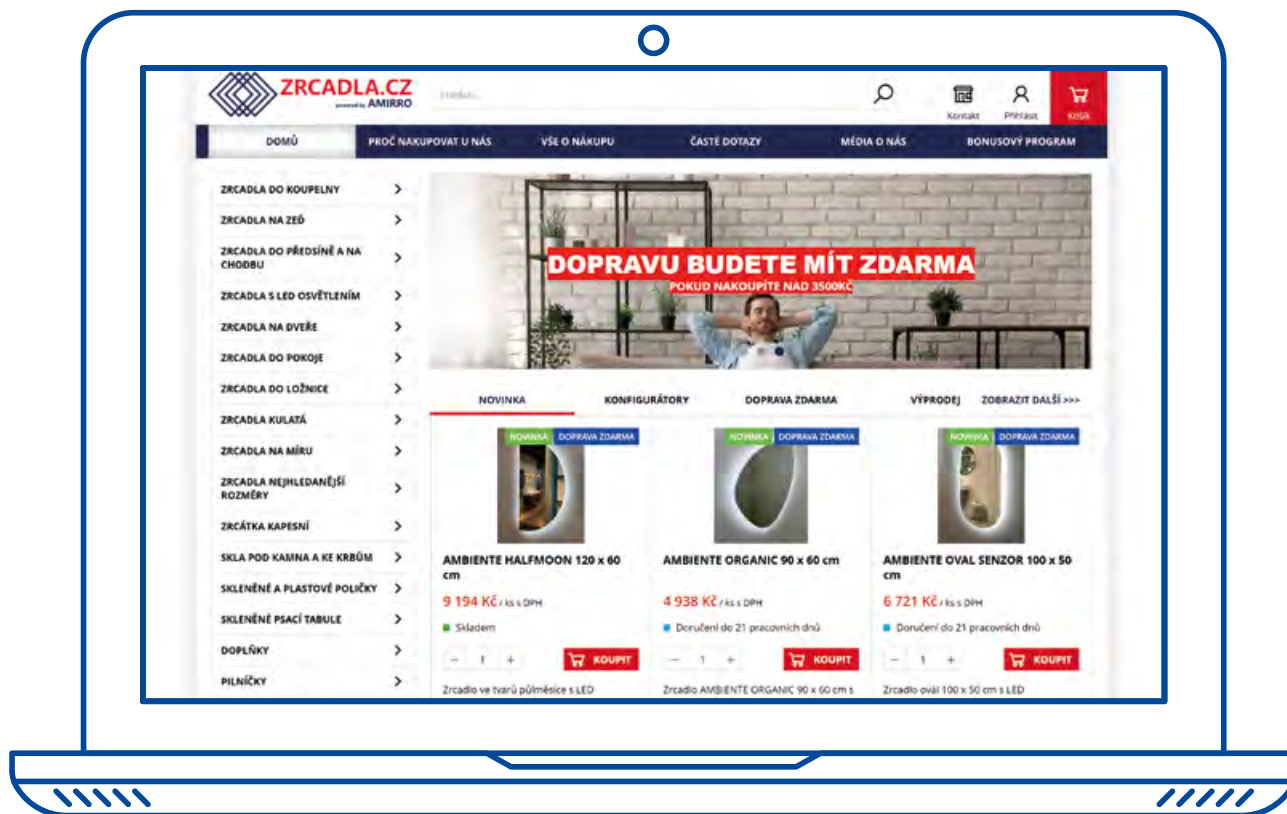 ZRCADLA.CZ
powered by AMIRRO
Kontakt
Přihlásit
Košík
DOMŮ
PROČ NAKUPOVAT U NÁS
VŠE O NÁKUPU
ČASTÉ DOTAZY
MÉDIA O NÁS
BONUSOVÝ PROGRAM
ZRCADLA DO KOUPELNY
ZRCADLA NA ZEĎ
ZRCADLA DO PŘEDSÍNĚ A NA
CHODBU
ZRCADLA S LED OSVĚTLENÍM
ZRCADLA NA DVEŘE
ZRCADLA DO POKOJE
ZRCADLA DO LOŽNICE
ZRCADLA KULATÁ
ZRCADLA NA MÍRU
ZRCADLA NEJHLEDANĚJŠÍ
ROZMĚRY
ZRCÁTKA KAPESNÍ
SKLA POD KAMNA A KE KRBŮM
SKLENĚNÉ A PLASTOVÉ POLIČKY
SKLENĚNÉ PSACÍ TABULE
DOPLŇKY
PILNÍČKY
DOPRAVU BUDETE MÍT ZDARMA
POKUD NAKOUPÍTE NAD 3500KČ
NOVINKA
KONFIGURÁTORY
DOPRAVA ZDARMA
VÝPRODEJ
ZOBRAZIT DALŠÍ >>>
NOVINKA DOPRAVA ZDARMA
AMBIENTE HALFMOON 120 x 60
cm
9 194 Kč / ks s DPH
Skladem
- 1 +
KOUPIT
Zrcadlo ve tvarů půlměsíce s LED
NOVINKA DOPRAVA ZDARMA
AMBIENTE ORGANIC 90 x 60 cm
4 938 Kč / ks s DPH
Doručení do 21 pracovních dnů
- 1 +
KOUPIT
Zrcadlo AMBIENTE ORGANIC 90 x 60 cm s
NOVINKA DOPRAVA ZDARMA
AMBIENTE OVAL SENZOR 100 x 50
cm
6 721 Kč / ks s DPH
Doručení do 21 pracovních dnů
- 1 +
KOUPIT
Zrcadlo ovál 100 x 50 cm s LED